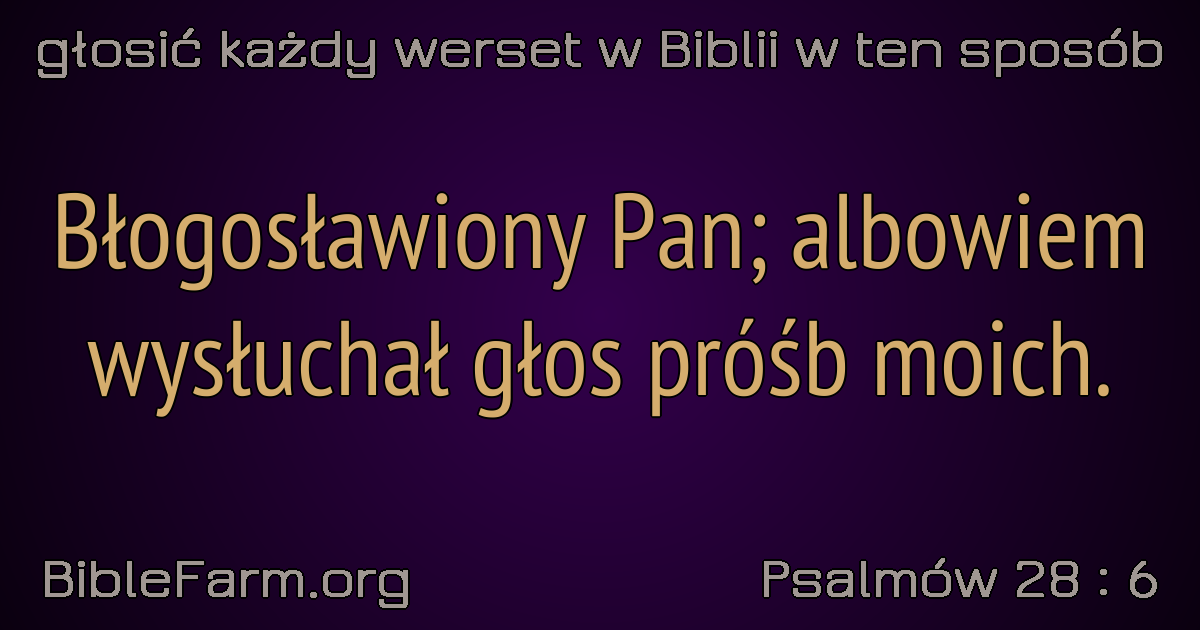 głosić każdy werset w Biblii w ten sposób
Błogosławiony Pan; albowiem
wysłuchał głos próśb moich.
BibleFarm.org
Psalmów 28 : 6